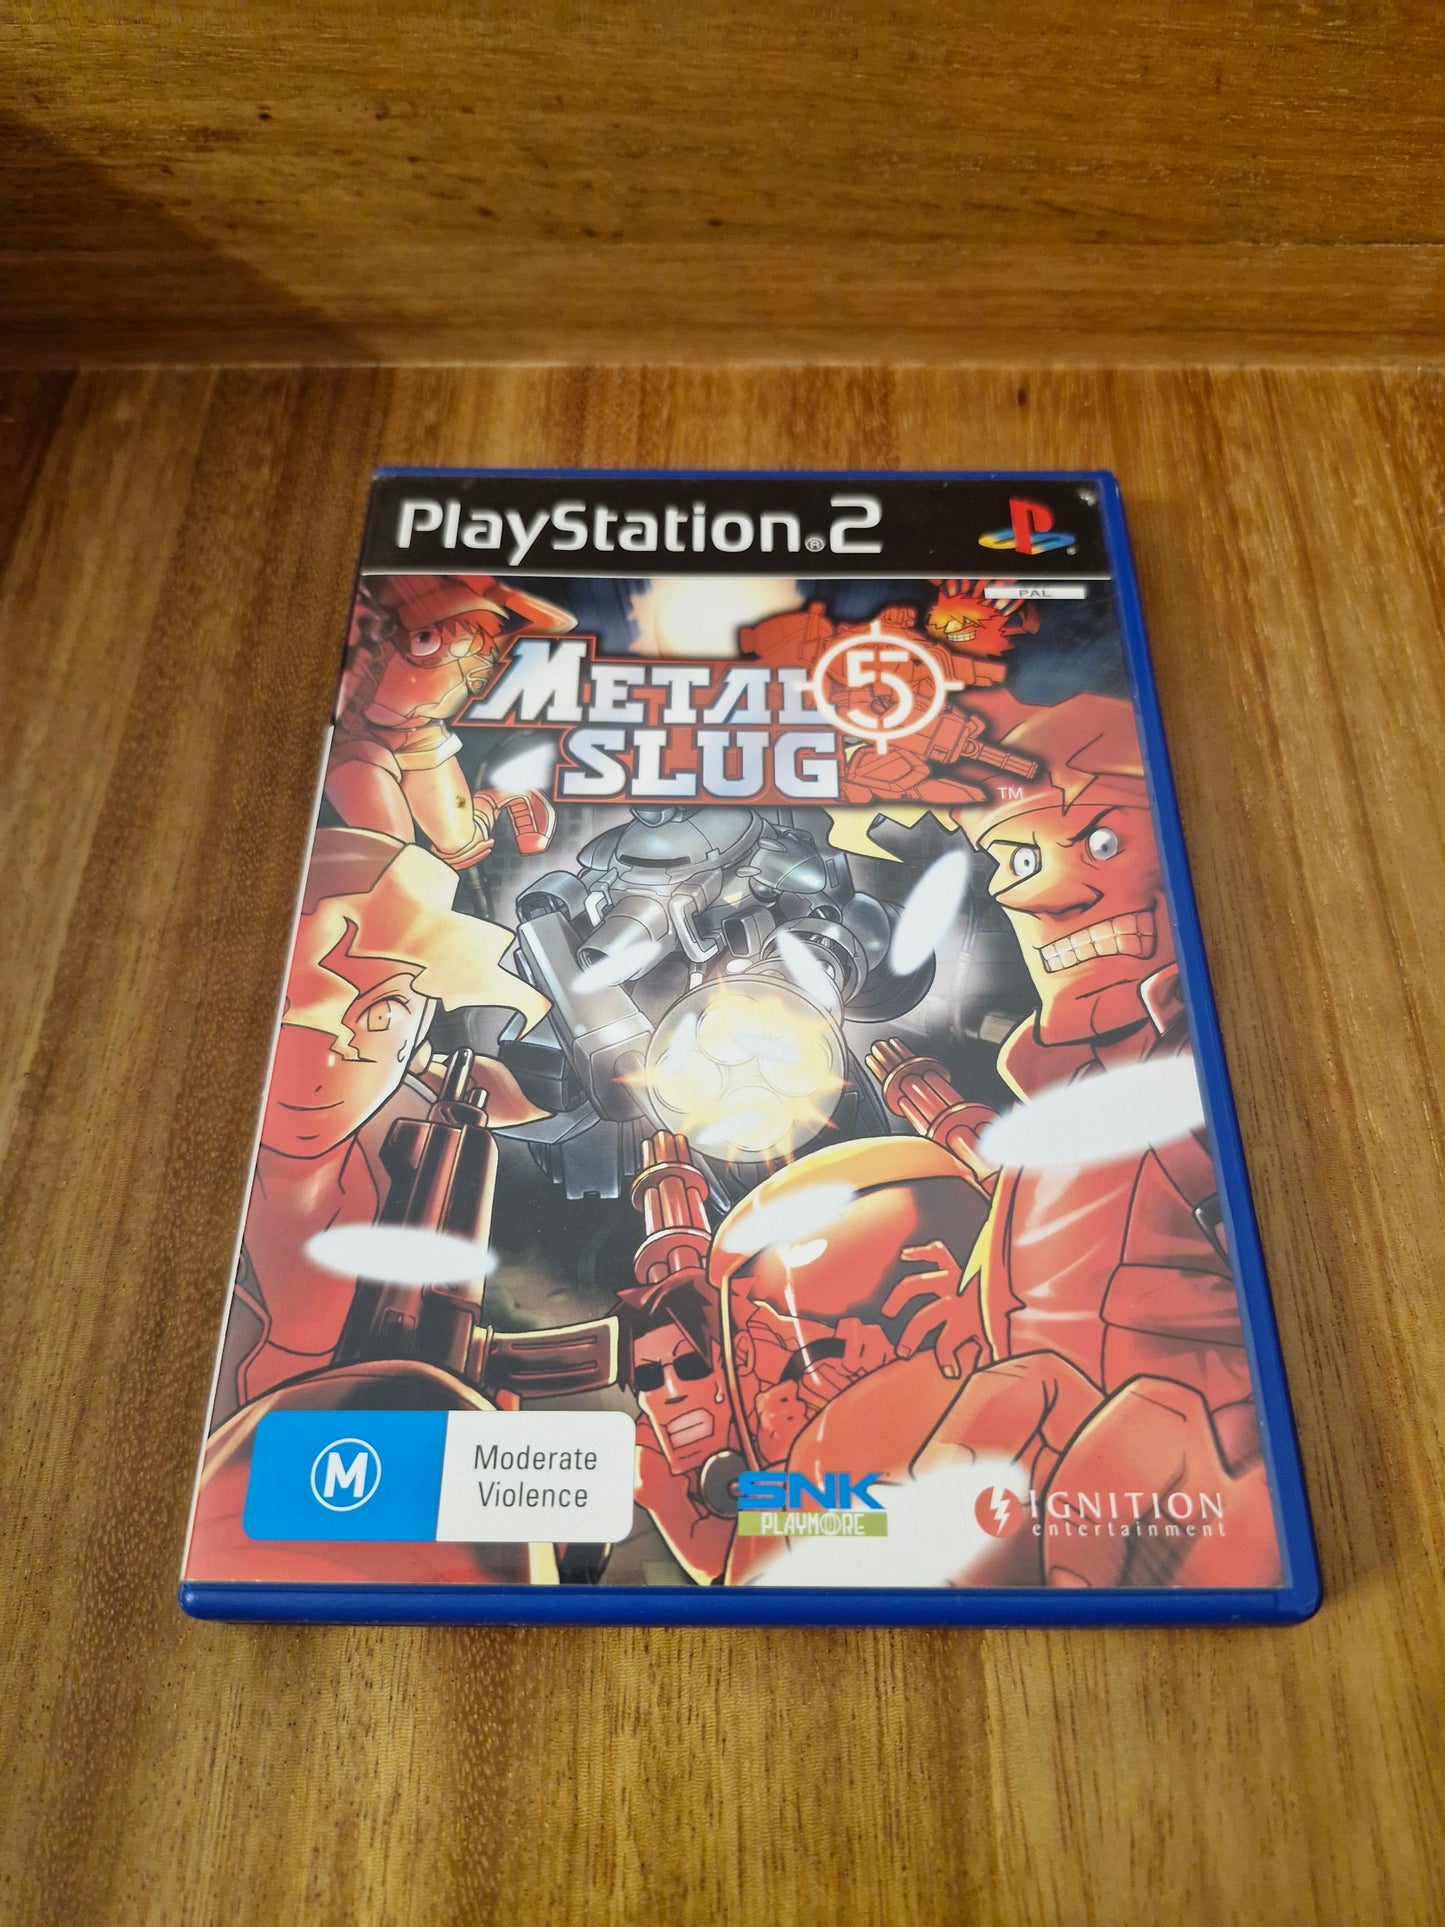 PlayStation®2
PAL
METAL
SLUG
5
TM
M
Moderate
Violence
SNK
PLAYMORE
IGNITION
entertainment